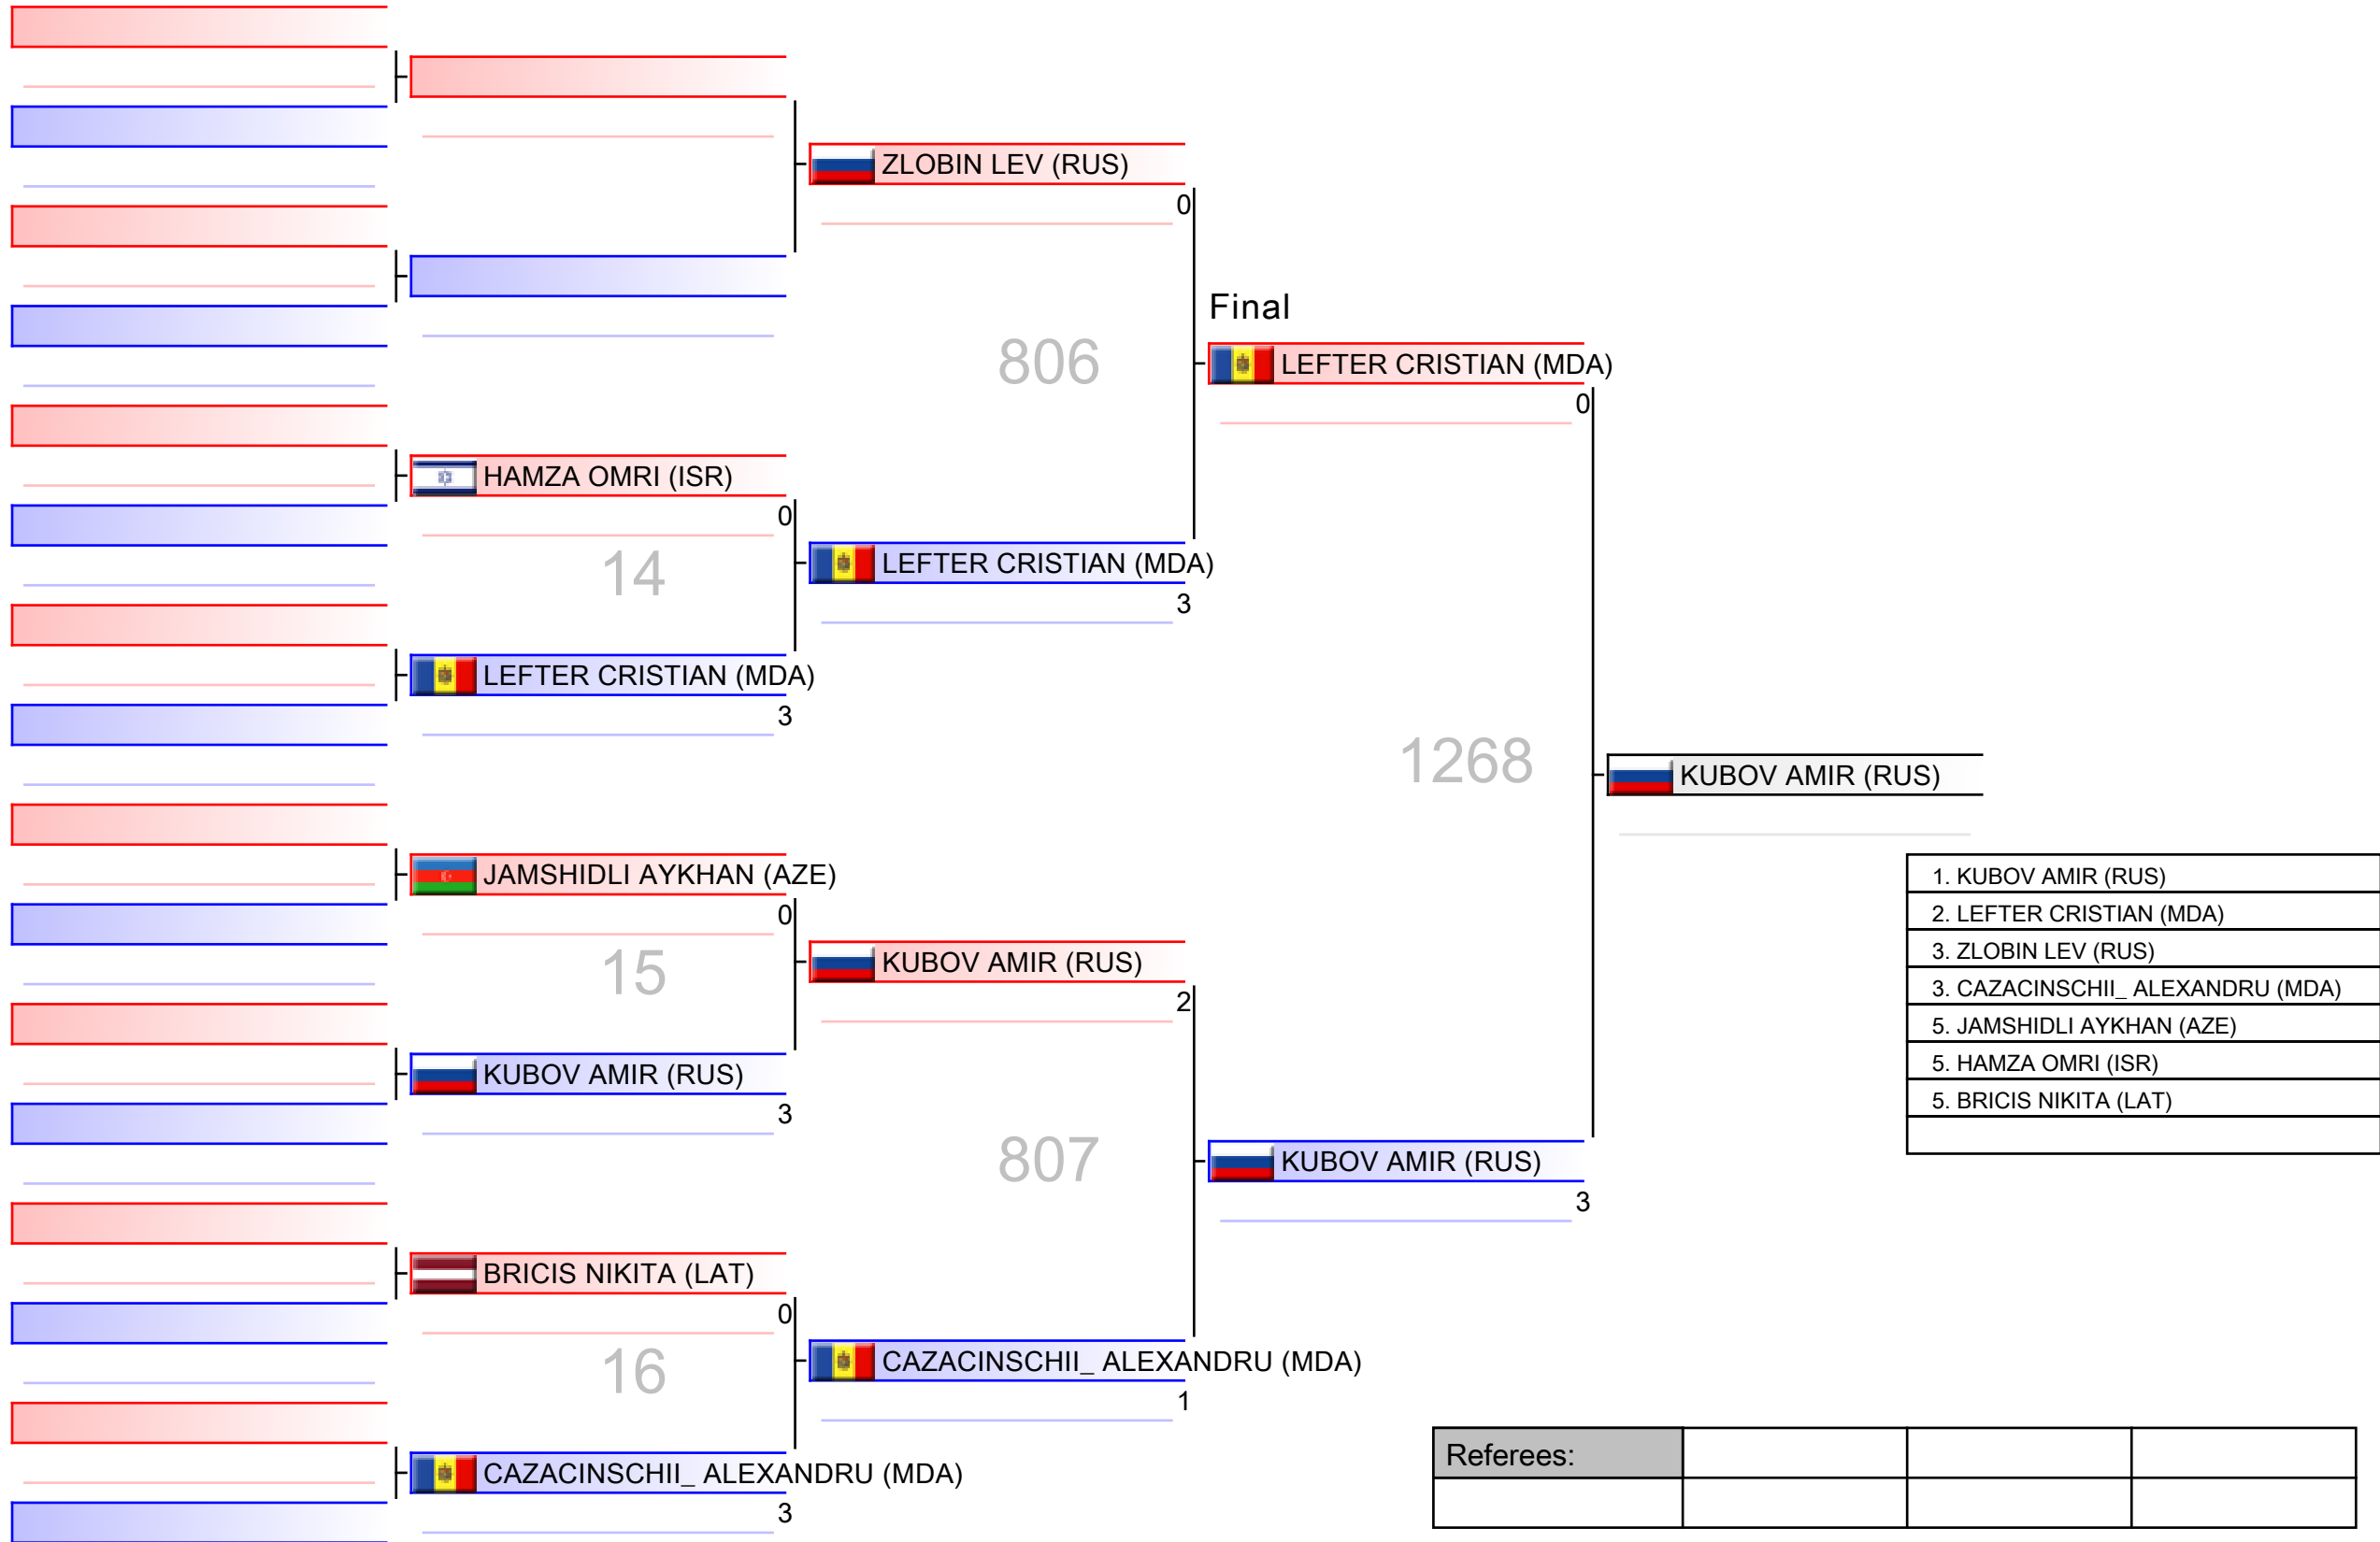 ZLOBIN LEV (RUS)
0
Final
806
LEFTER CRISTIAN (MDA)
0
HAMZA OMRI (ISR)
0
14
LEFTER CRISTIAN (MDA)
3
LEFTER CRISTIAN (MDA)
3
1268
KUBOV AMIR (RUS)
JAMSHIDLI AYKHAN (AZE)
0
15
KUBOV AMIR (RUS)
2
KUBOV AMIR (RUS)
3
807
KUBOV AMIR (RUS)
3
BRICIS NIKITA (LAT)
0
16
CAZACINSCHII_ ALEXANDRU (MDA)
1
CAZACINSCHII_ ALEXANDRU (MDA)
3
1. KUBOV AMIR (RUS)
2. LEFTER CRISTIAN (MDA)
3. ZLOBIN LEV (RUS)
3. CAZACINSCHII_ ALEXANDRU (MDA)
5. JAMSHIDLI AYKHAN (AZE)
5. HAMZA OMRI (ISR)
5. BRICIS NIKITA (LAT)
Referees: